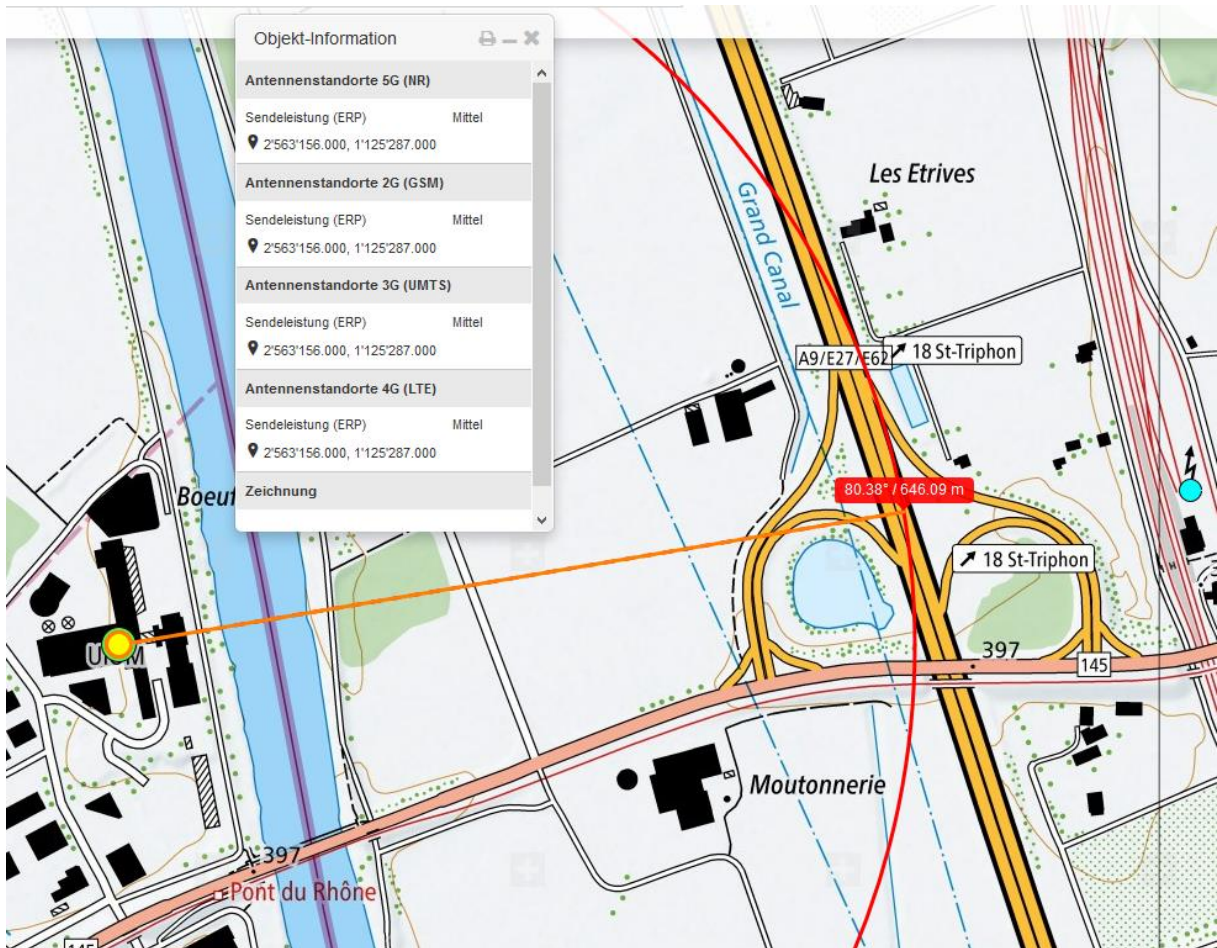 Objekt-Information
Antennenstandorte 5G (NR)
Sendeleistung (ERP) Mittel
2'563'156.000, 1'125'287.000
Antennenstandorte 2G (GSM)
Sendeleistung (ERP) Mittel
2'563'156.000, 1'125'287.000
Antennenstandorte 3G (UMTS)
Sendeleistung (ERP) Mittel
2'563'156.000, 1'125'287.000
Antennenstandorte 4G (LTE)
Sendeleistung (ERP) Mittel
2'563'156.000, 1'125'287.000
Zeichnung
Les Etrives
Grand Canal
A9/E27/E62
18 St-Triphon
80.38° / 646.09 m
18 St-Triphon
397
145
Moutonnerie
397
Pont du Rhône